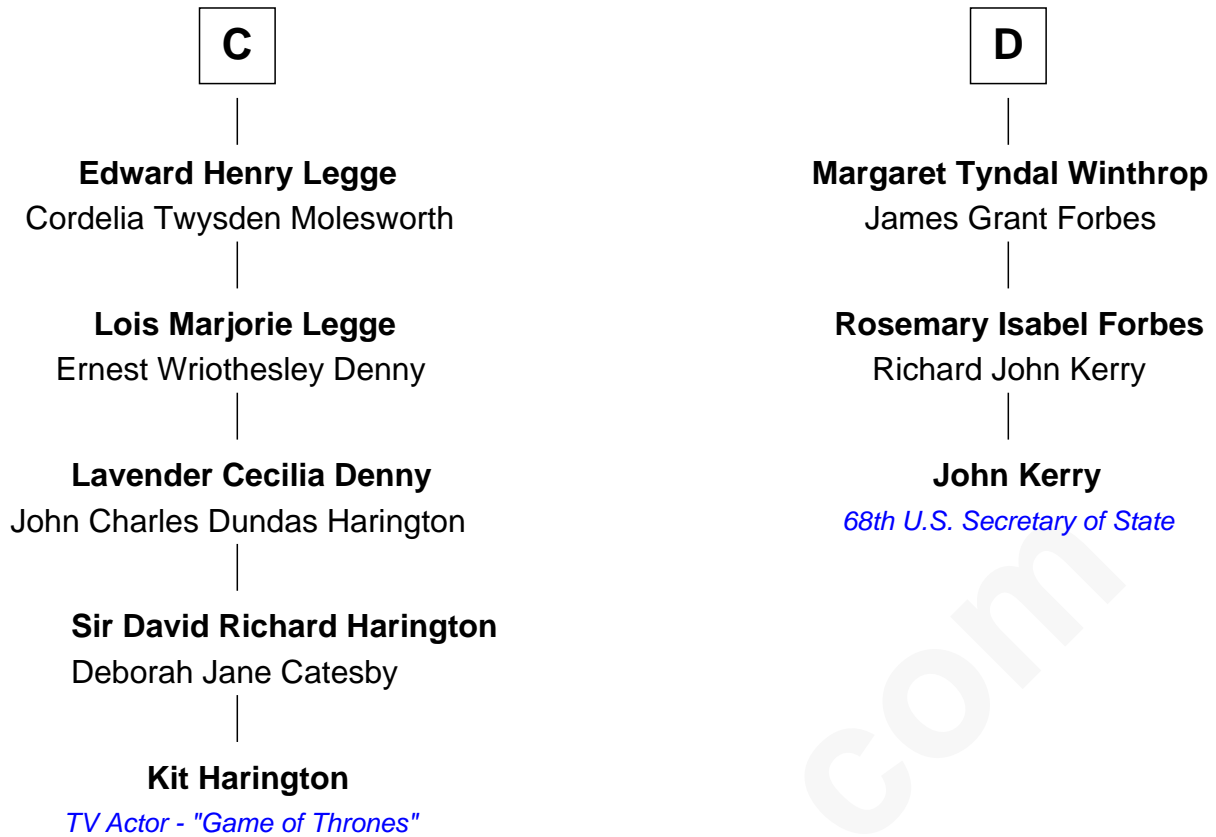 C
Edward Henry Legge
Cordelia Twysden Molesworth
Lois Marjorie Legge
Ernest Wriothesley Denny
Lavender Cecilia Denny
John Charles Dundas Harington
Sir David Richard Harington
Deborah Jane Catesby
Kit Harington
TV Actor - "Game of Thrones"
D
Margaret Tyndal Winthrop
James Grant Forbes
Rosemary Isabel Forbes
Richard John Kerry
John Kerry
68th U.S. Secretary of State
com